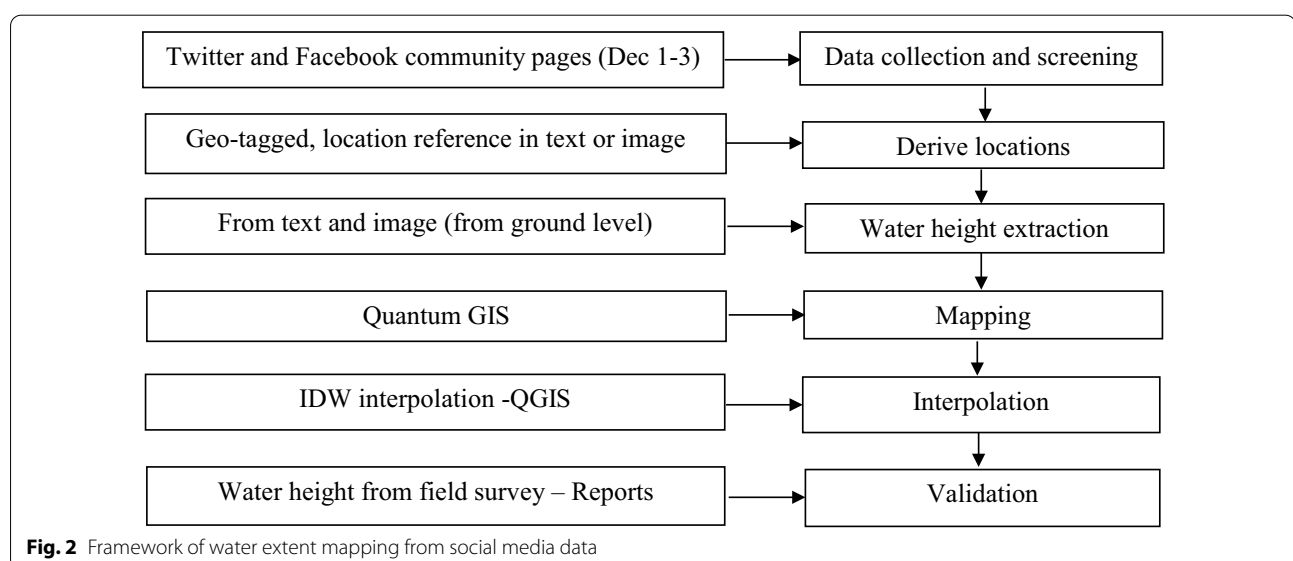 Twitter and Facebook community pages (Dec 1-3)
Data collection and screening
Geo-tagged, location reference in text or image
Derive locations
From text and image (from ground level)
Water height extraction
Quantum GIS
Mapping
IDW interpolation -QGIS
Interpolation
Water height from field survey – Reports
Validation
Fig. 2 Framework of water extent mapping from social media data